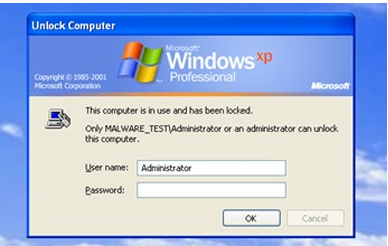 Unlock Computer
Microsoft
Windows xp
Professional
Copyright © 1985-2001
Microsoft Corporation
Microsoft
This computer is in use and has been locked.
Only MALWARE_TEST\Administrator or an administrator can unlock
this computer.
User name: Administrator
Password:
OK Cancel